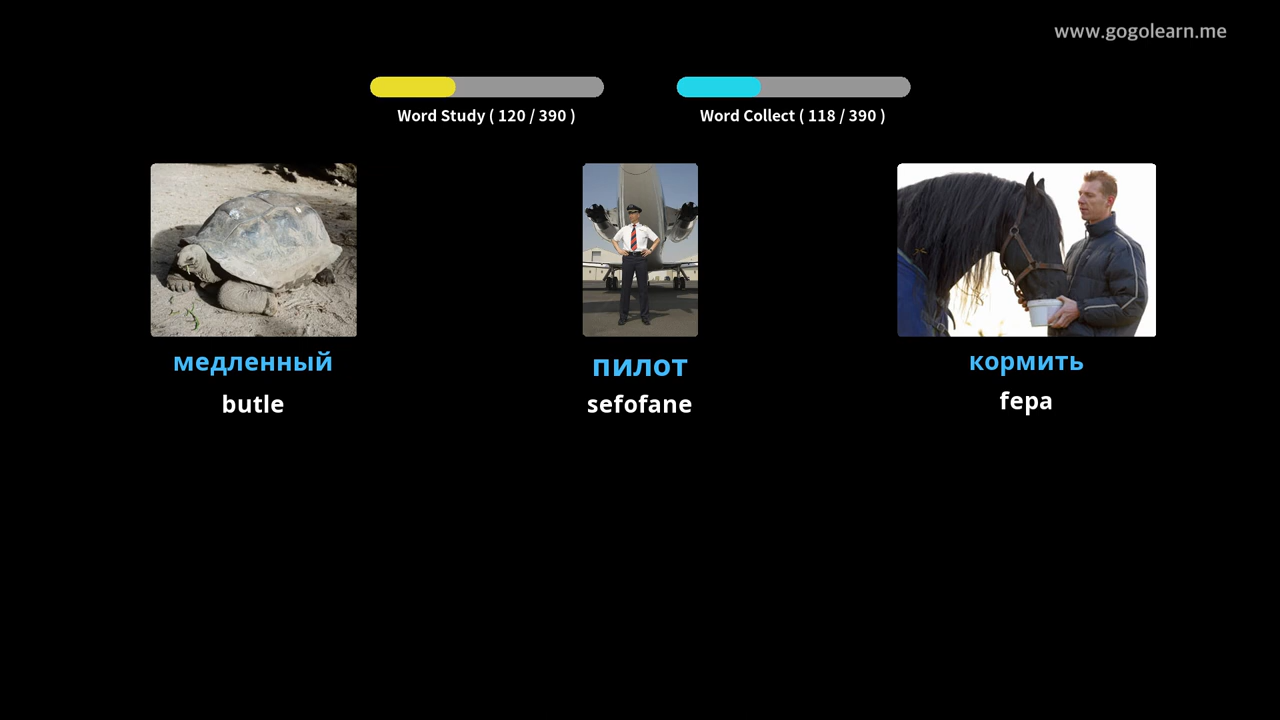 www.gogolearn.me
Word Study ( 120 / 390 )
Word Collect ( 118 / 390 )
медленный
butle
пилот
sefofane
кормить
fepa